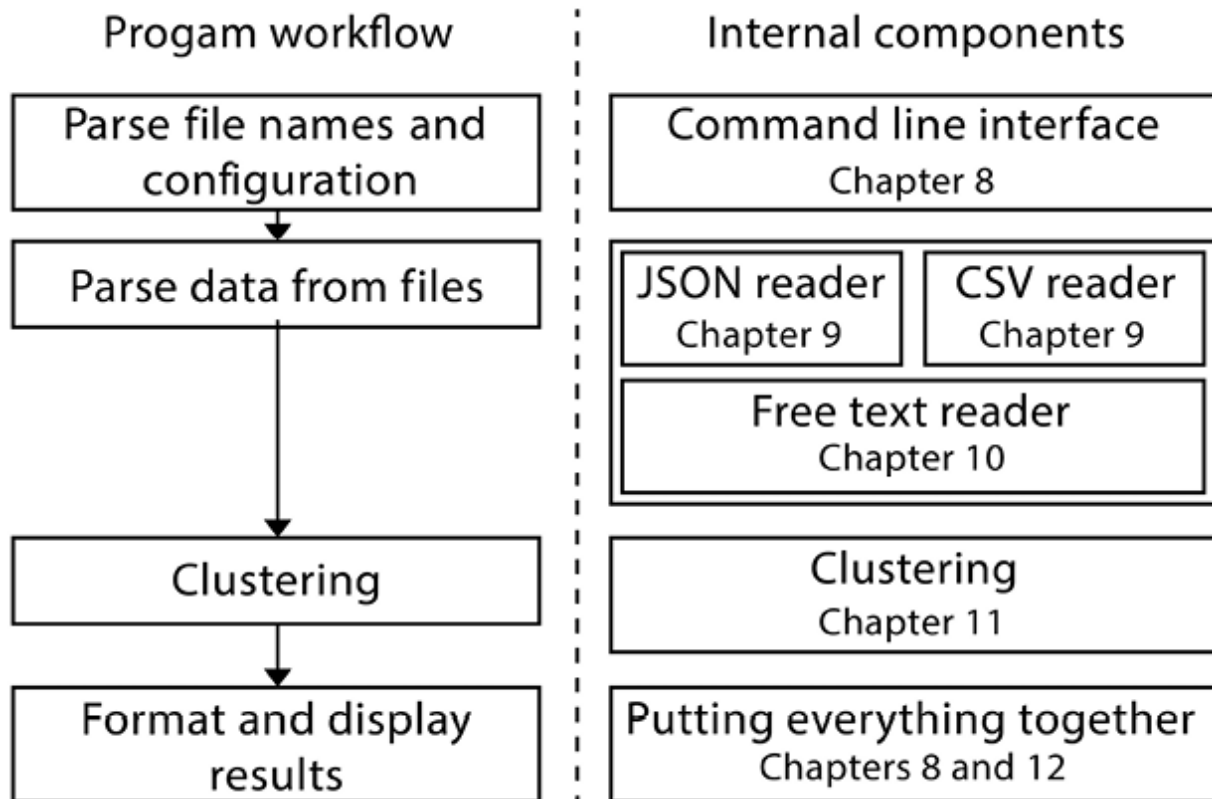 Progam workflow
Parse file names and
configuration
Parse data from files
Clustering
Format and display
results
Internal components
Command line interface
Chapter 8
JSON reader
Chapter 9
CSV reader
Chapter 9
Free text reader
Chapter 10
Clustering
Chapter 11
Putting everything together
Chapters 8 and 12